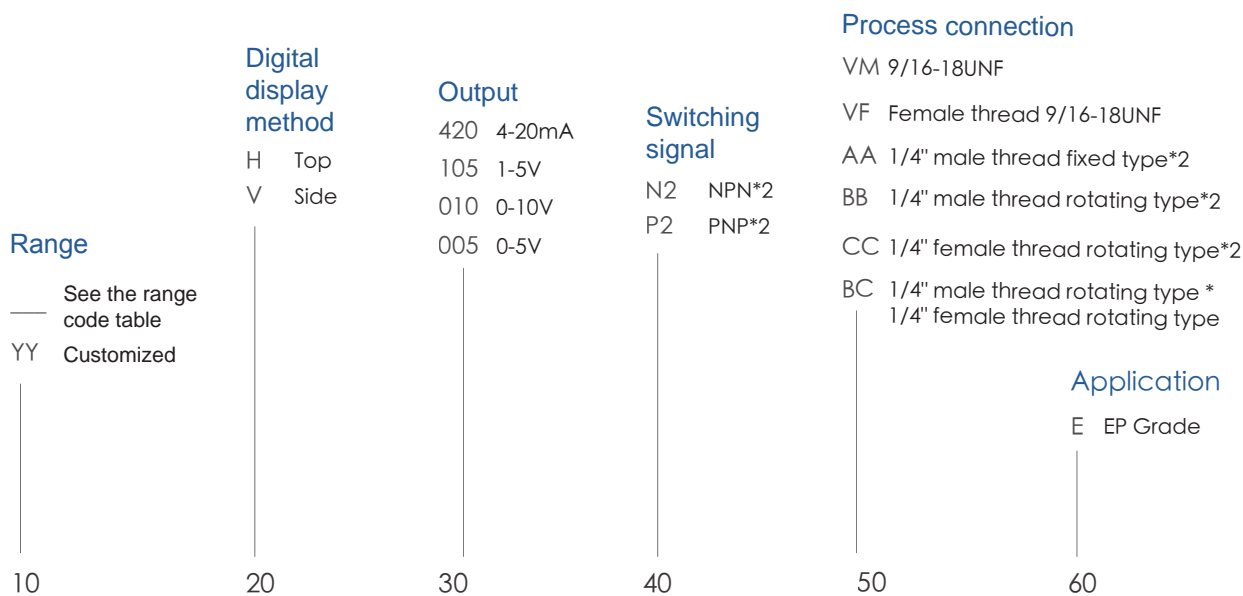 Range
See the range
code table
YY Customized
10
Digital
display
method
H Top
V Side
20
Output
420 4-20mA
105 1-5V
010 0-10V
005 0-5V
30
Switching
signal
N2 NPN*2
P2 PNP*2
40
Process connection
VM 9/16-18UNF
VF Female thread 9/16-18UNF
AA 1/4" male thread fixed type*2
BB 1/4" male thread rotating type*2
CC 1/4" female thread rotating type*2
BC 1/4" male thread rotating type *
1/4" female thread rotating type
50
Application
E EP Grade
60